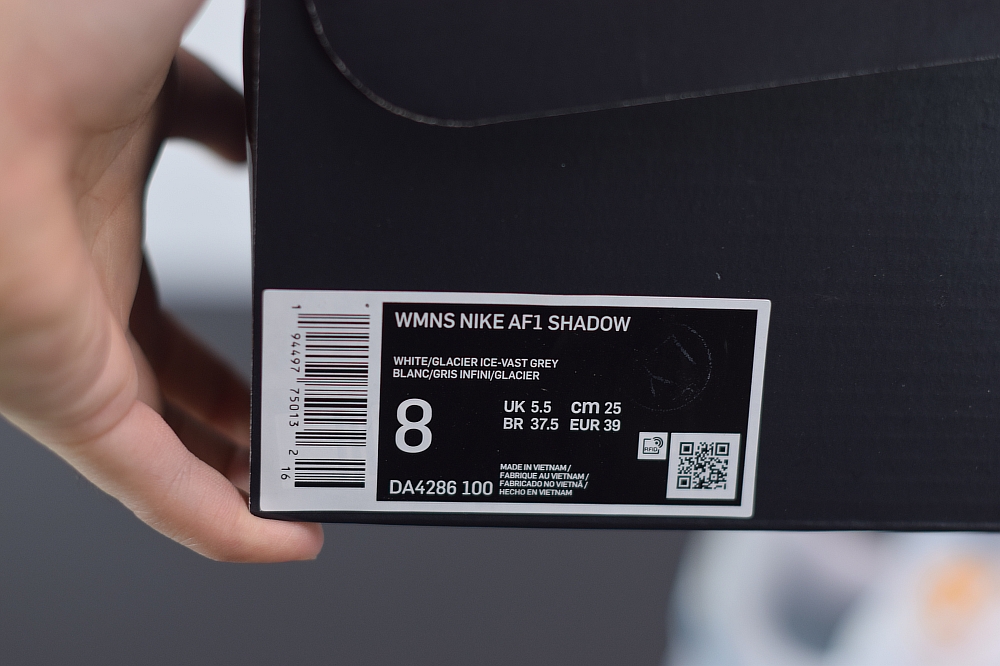 WMNS NIKE AF1 SHADOW
WHITE/GLACIER ICE-VAST GREY
BLANC/GRIS INFINI/GLACIER
8
UK 5.5 cm 25
BR 37.5 EUR 39
DA4286 100
MADE IN VIETNAM/
FABRIQUE AU VIETNAM/
FABRICADO NO VIETNÃ/
HECHO EN VIETNAM
RFID
1 94497 75013 2 16